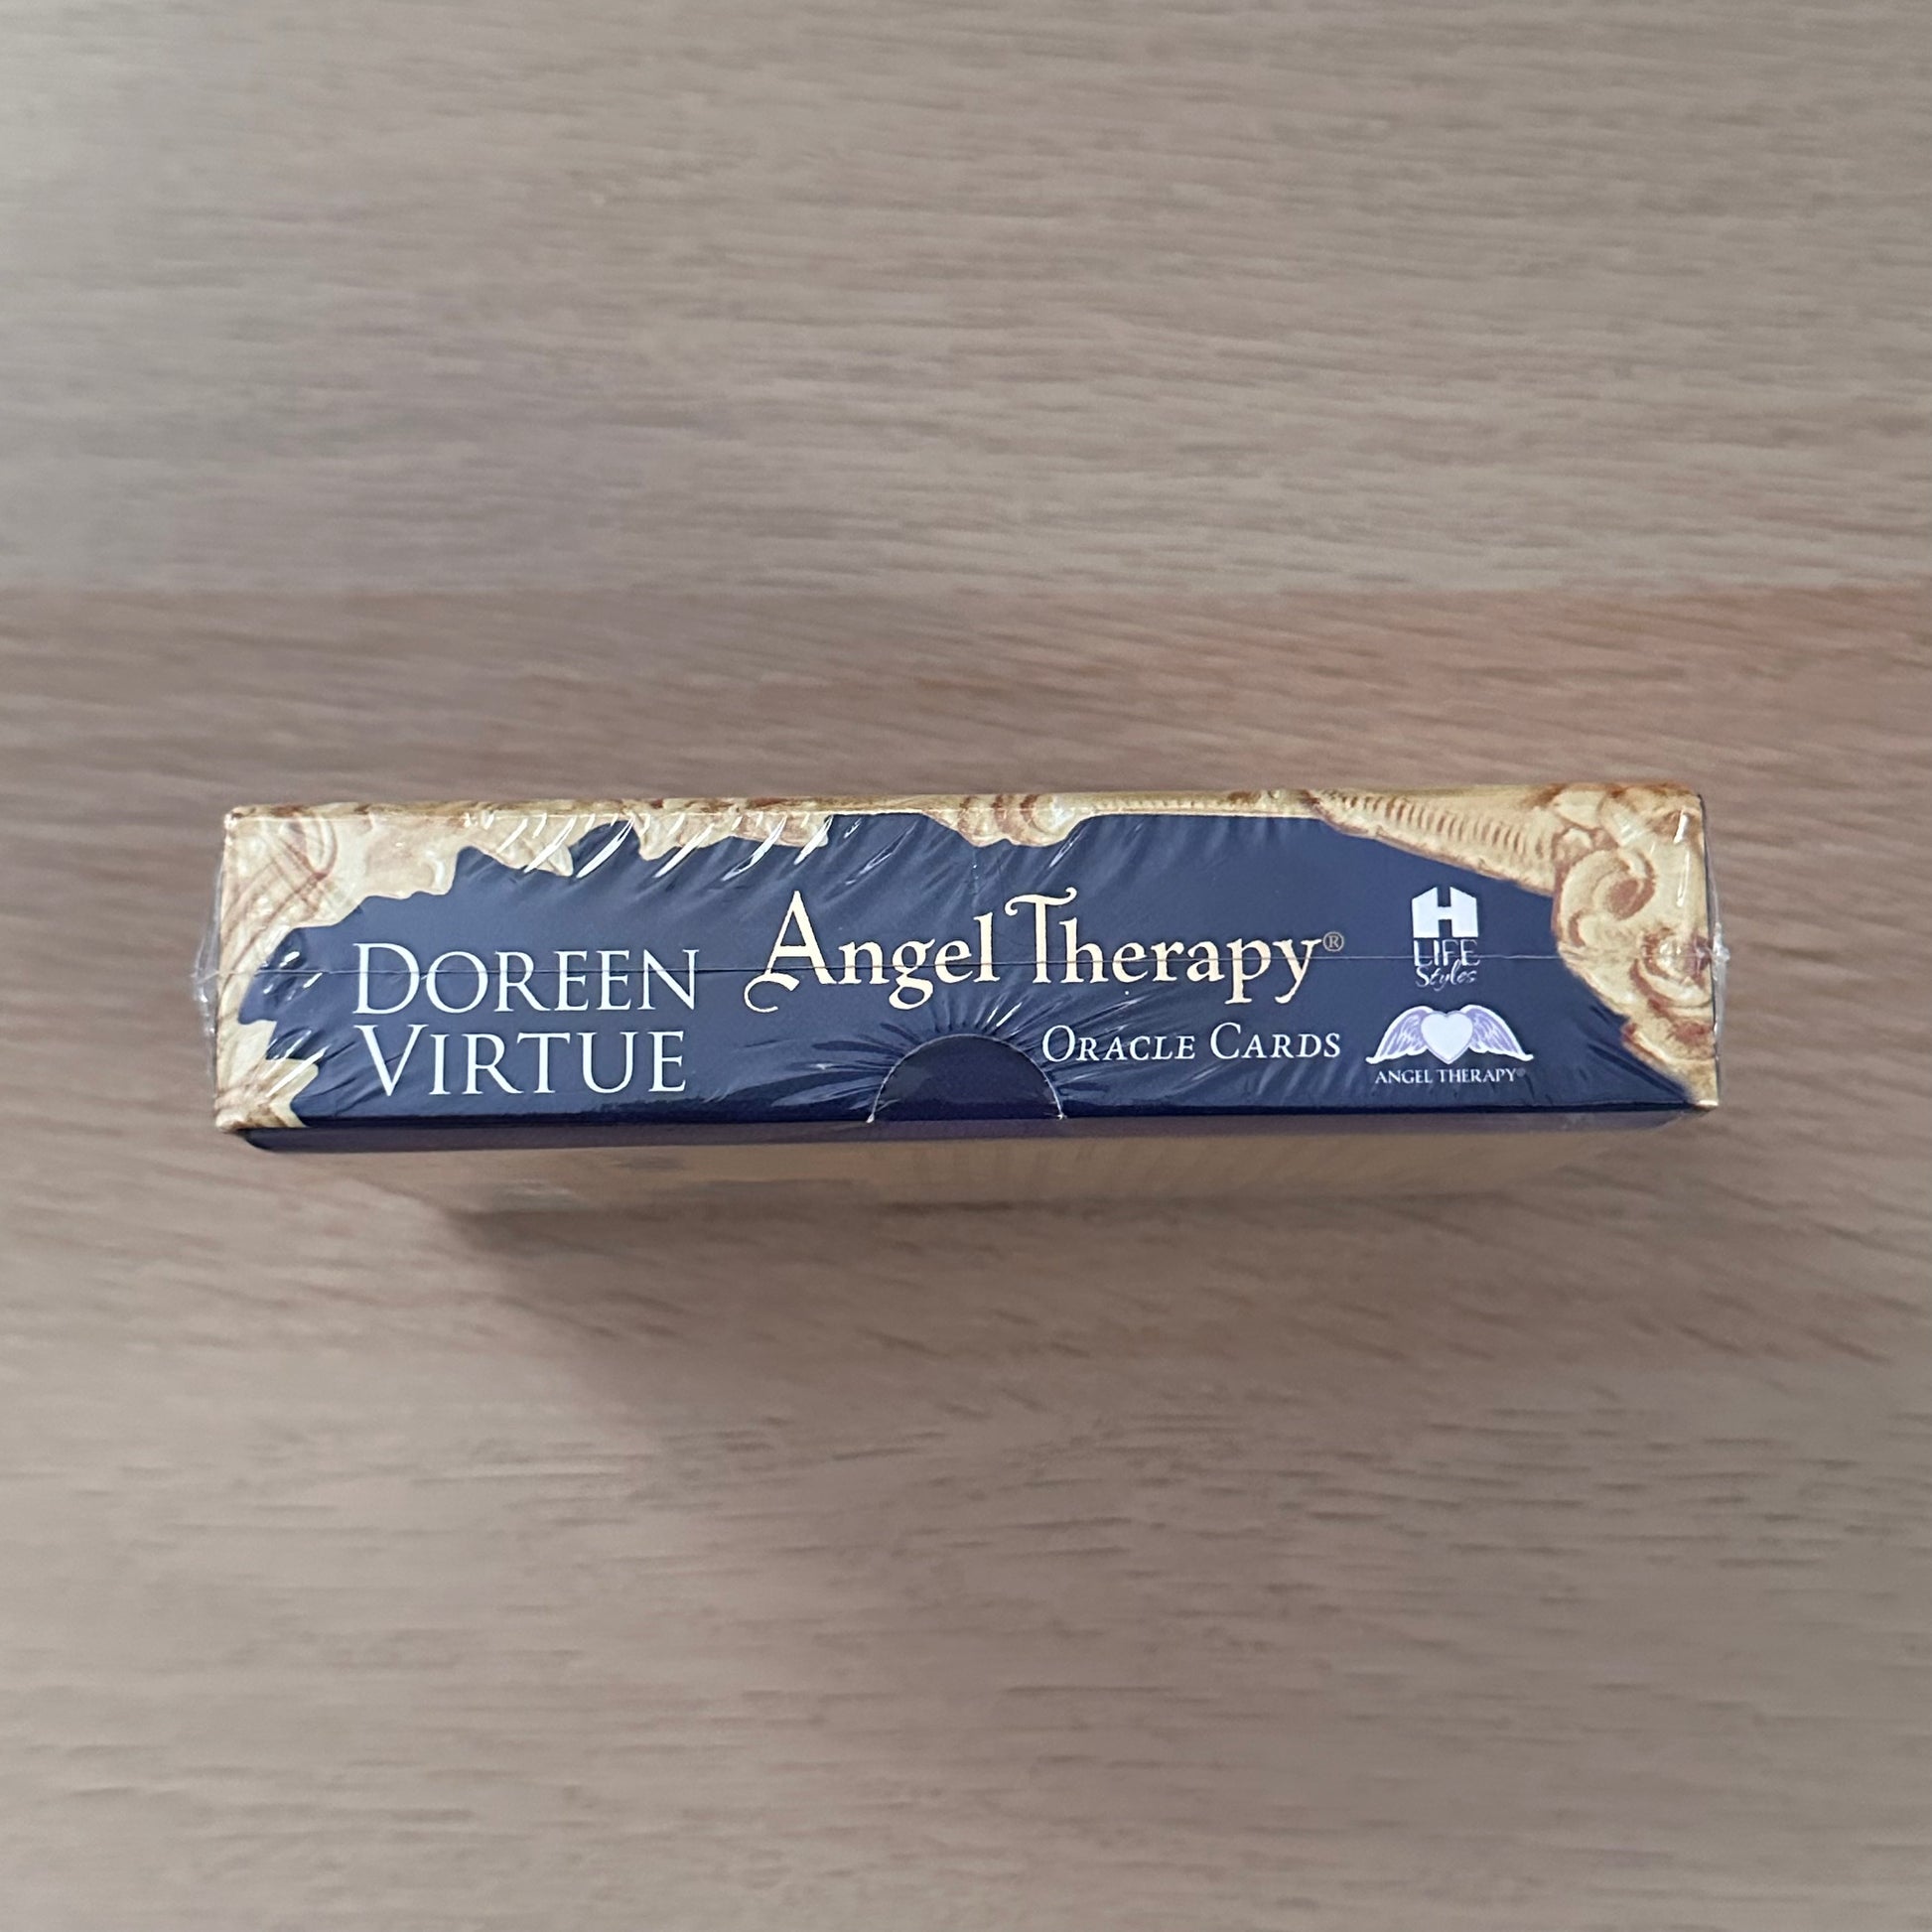 DOREEN
VIRTUE
Angel Therapy®
ORACLE CARDS
H
LIFE
Styles
ANGEL THERAPY®